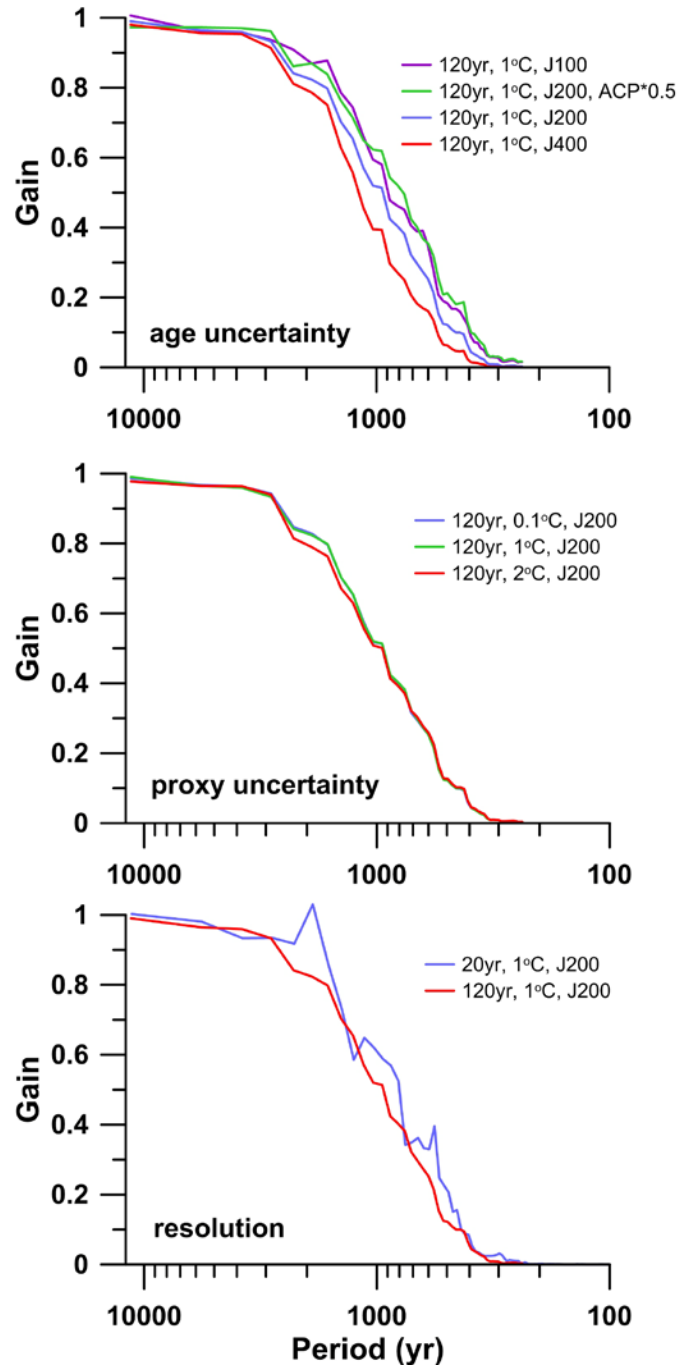 1
120yr, 1°C, J100
0.8
120yr, 1°C, J200, ACP*0.5
120yr, 1°C, J200
120yr, 1°C, J400
0.6
Gain
0.4
0.2
age uncertainty
0
10000 1000 100
1
120yr, 0.1°C, J200
0.8
120yr, 1°C, J200
120yr, 2°C, J200
0.6
Gain
0.4
0.2
proxy uncertainty
0
10000 1000 100
1
20yr, 1°C, J200
120yr, 1°C, J200
0.8
0.6
Gain
0.4
0.2
resolution
0
10000 1000 100
Period (yr)